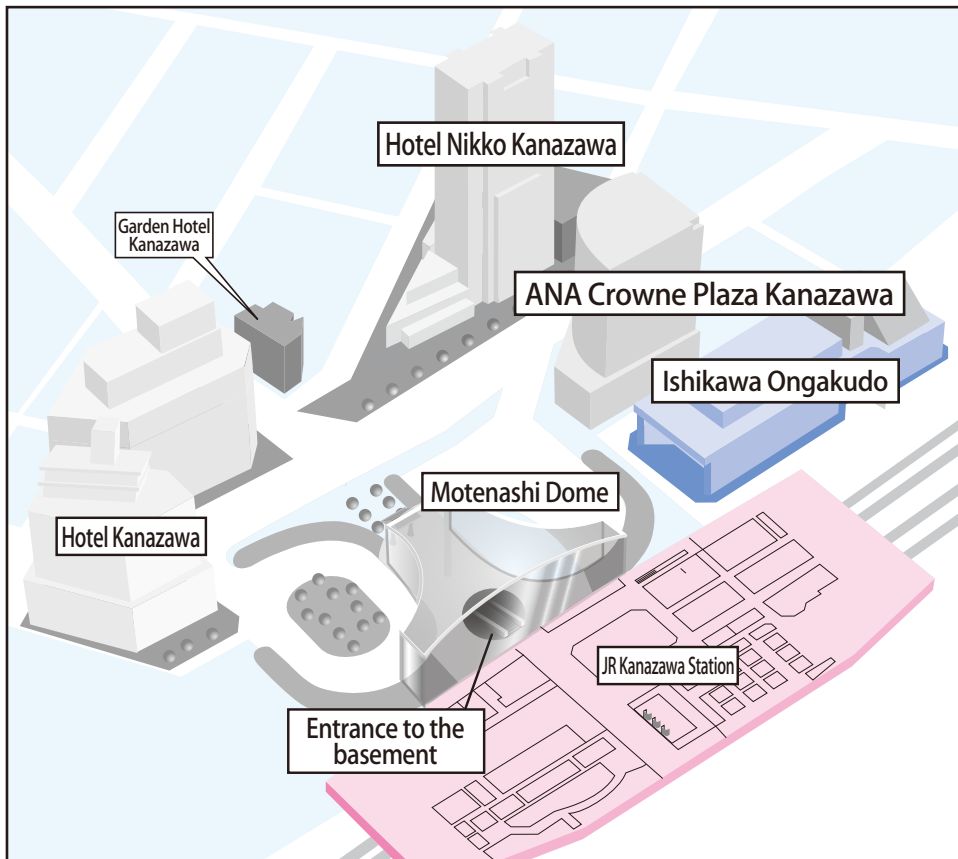 Hotel Nikko Kanazawa
Garden Hotel
Kanazawa
ANA Crowne Plaza Kanazawa
Ishikawa Ongakudo
Motenashi Dome
Hotel Kanazawa
JR Kanazawa Station
Entrance to the
basement